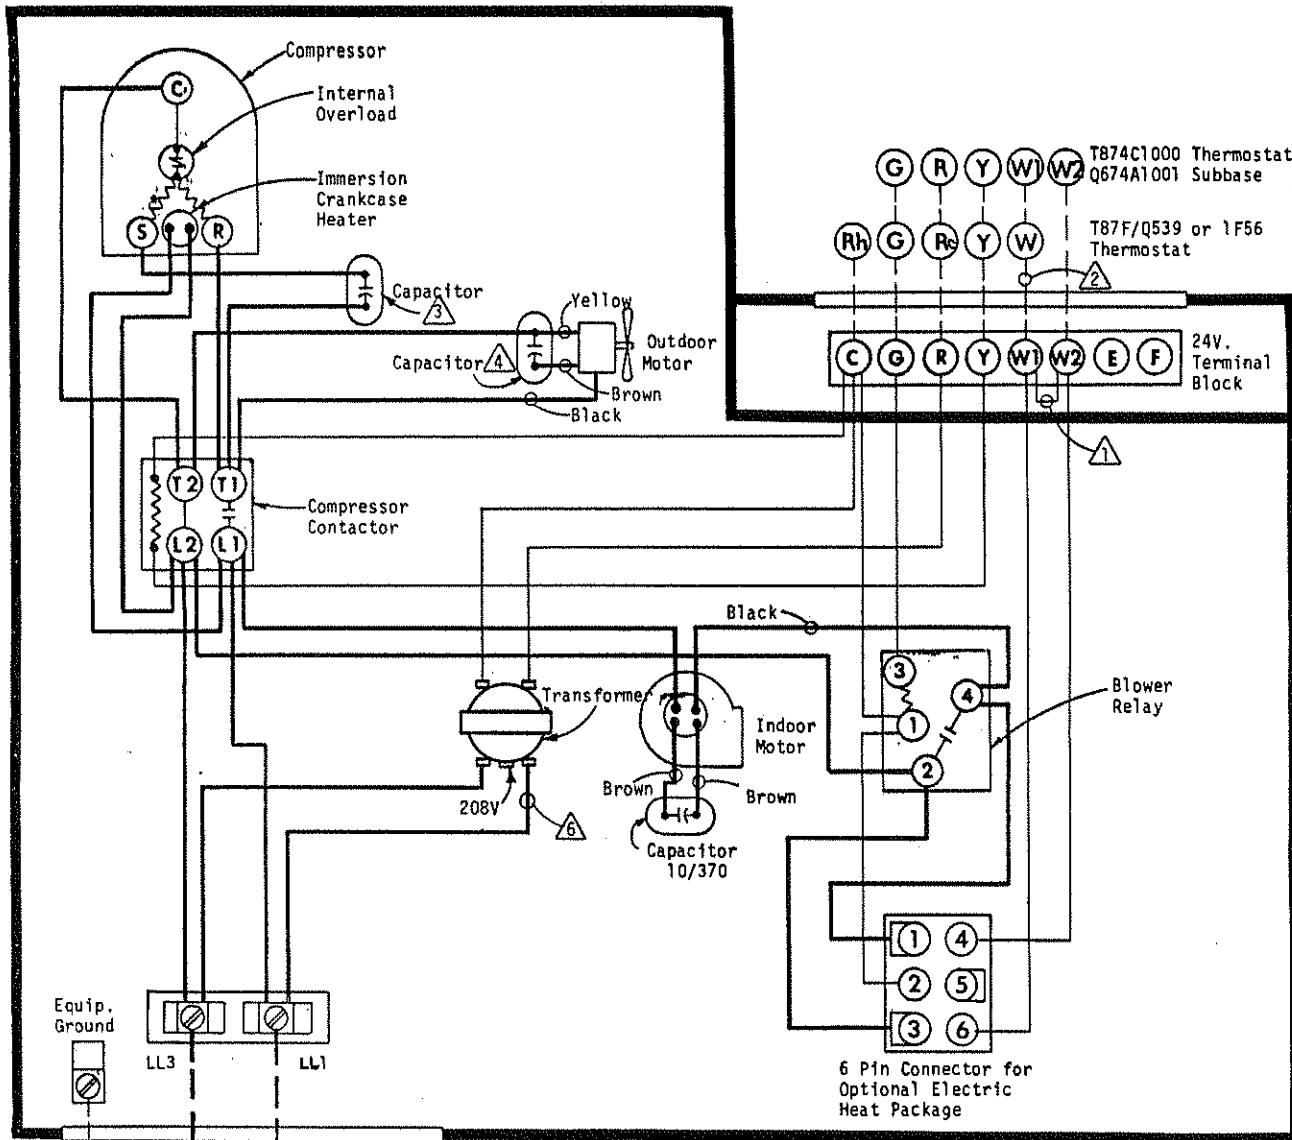 Compressor
C
Internal
Overload
Immersion
Crankcase
Heater
S
R
G R Y W1 W2
T874C1000 Thermostat
Q674A1001 Subbase
Rh G Rc Y W
T87F/Q539 or 1F56
Thermostat
2
Capacitor
3
Yellow
Outdoor
Motor
Capacitor
4
Brown
Black
C G R Y W1 W2 E F
24V.
Terminal
Block
1
T2 T1
L2 L1
Compressor
Contactor
Black
3
4
1
2
Blower
Relay
Transformer
208V
6
Indoor
Motor
Brown
Brown
Capacitor
10/370
1 4
2 5
3 6
6 Pin Connector for
Optional Electric
Heat Package
Equip.
Ground
LL3
LL1